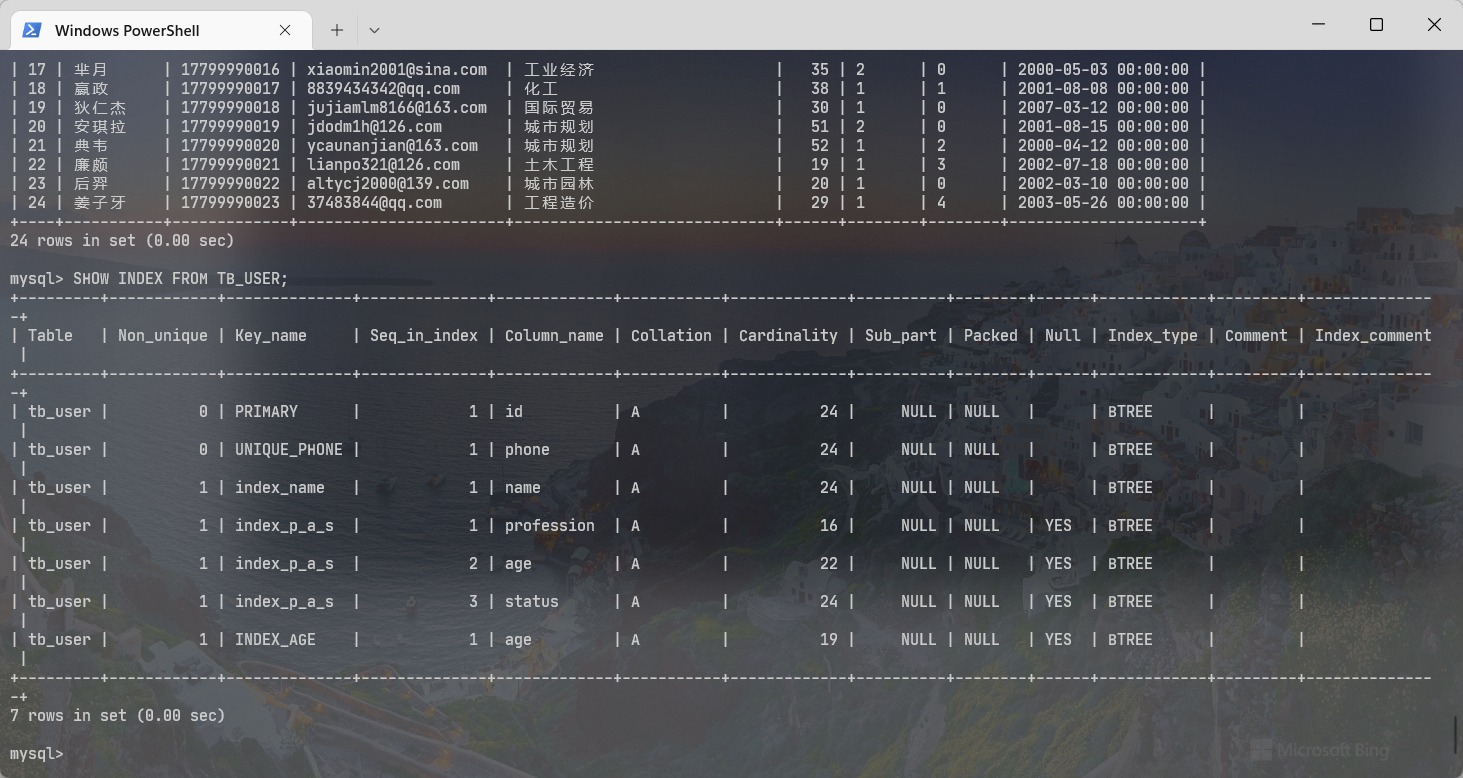 Windows PowerShell
| 17 | 芈月 | 17799990016 | xiaomin2001@sina.com | 工业经济 | 35 | 2 | 0 | 2000-05-03 00:00:00 |
| 18 | 嬴政 | 17799990017 | 8839434342@qq.com | 化工 | 38 | 1 | 1 | 2001-08-08 00:00:00 |
| 19 | 狄仁杰 | 17799990018 | jujiamlm8166@163.com | 国际贸易 | 30 | 1 | 0 | 2007-03-12 00:00:00 |
| 20 | 安琪拉 | 17799990019 | jdodm1h@126.com | 城市规划 | 51 | 2 | 0 | 2001-08-15 00:00:00 |
| 21 | 典韦 | 17799990020 | ycaunanjian@163.com | 城市规划 | 52 | 1 | 2 | 2000-04-12 00:00:00 |
| 22 | 廉颇 | 17799990021 | lianpo321@126.com | 土木工程 | 19 | 1 | 3 | 2002-07-18 00:00:00 |
| 23 | 后羿 | 17799990022 | altycj2000@139.com | 城市园林 | 20 | 1 | 0 | 2002-03-10 00:00:00 |
| 24 | 姜子牙 | 17799990023 | 37483844@qq.com | 工程造价 | 29 | 1 | 4 | 2003-05-26 00:00:00 |
+----+-----------+-------------+-----------------------+-----------------------------+------+--------+--------+---------------------+
24 rows in set (0.00 sec)
mysql> SHOW INDEX FROM TB_USER;
+---------+------------+--------------+--------------+-------------+-----------+-------------+----------+--------+------+------------+---------+--------------
-+
| Table | Non_unique | Key_name | Seq_in_index | Column_name | Collation | Cardinality | Sub_part | Packed | Null | Index_type | Comment | Index_comment
|
+---------+------------+--------------+--------------+-------------+-----------+-------------+----------+--------+------+------------+---------+--------------
-+
| tb_user | 0 | PRIMARY | 1 | id | A | 24 | NULL | NULL | | BTREE | |
|
| tb_user | 0 | UNIQUE_PHONE | 1 | phone | A | 24 | NULL | NULL | | BTREE | |
|
| tb_user | 1 | index_name | 1 | name | A | 24 | NULL | NULL | | BTREE | |
|
| tb_user | 1 | index_p_a_s | 1 | profession | A | 16 | NULL | NULL | YES | BTREE | |
|
| tb_user | 1 | index_p_a_s | 2 | age | A | 22 | NULL | NULL | YES | BTREE | |
|
| tb_user | 1 | index_p_a_s | 3 | status | A | 24 | NULL | NULL | YES | BTREE | |
|
| tb_user | 1 | INDEX_AGE | 1 | age | A | 19 | NULL | NULL | YES | BTREE | |
|
+---------+------------+--------------+--------------+-------------+-----------+-------------+----------+--------+------+------------+---------+--------------
-+
7 rows in set (0.00 sec)
mysql>
Microsoft Bing